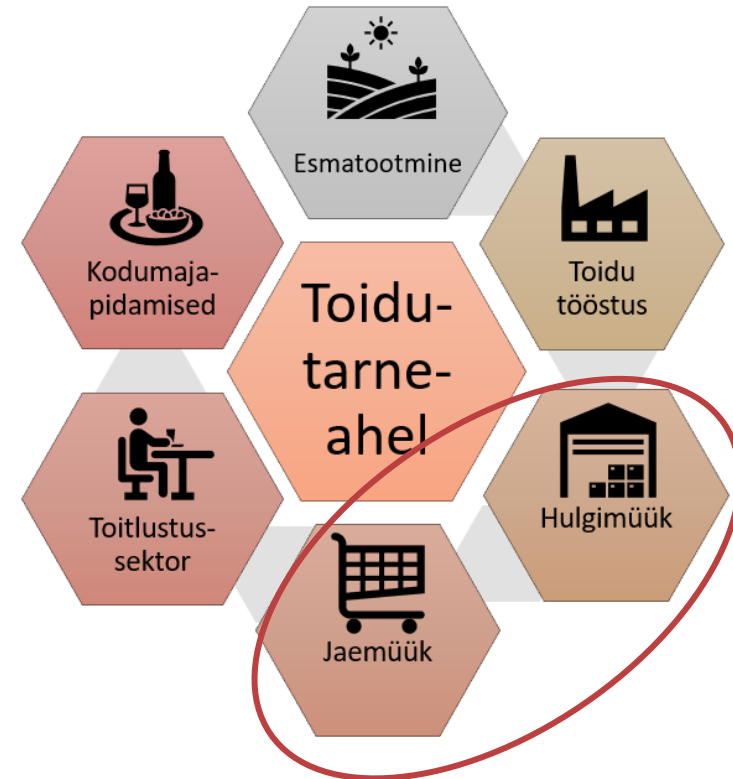 Esmatootmine
Toidu
tööstus
Hulgimüük
Jaemüük
Toitlustus-
sektor
Kodumaja-
pidamised
Toidu-
tarne-
ahel